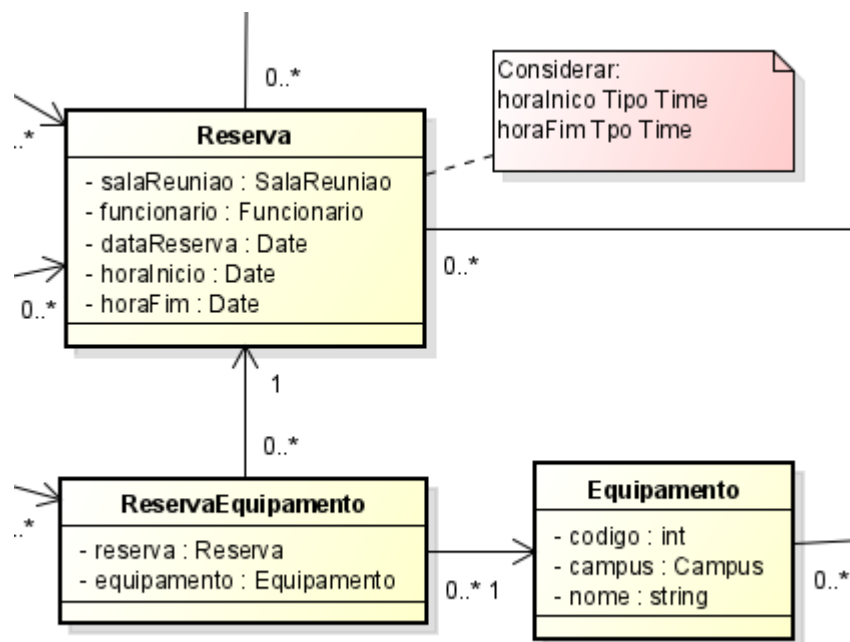 0..*
Considerar:
horaInico Tipo Time
horaFim Tpo Time
..*
Reserva
- salaReuniao : SalaReuniao
- funcionario : Funcionario
- dataReserva : Date
- horaInicio : Date
- horaFim : Date
0..*
0..*
1
0..*
ReservaEquipamento
- reserva : Reserva
- equipamento : Equipamento
..*
0..* 1
Equipamento
- codigo : int
- campus : Campus
- nome : string
0..*